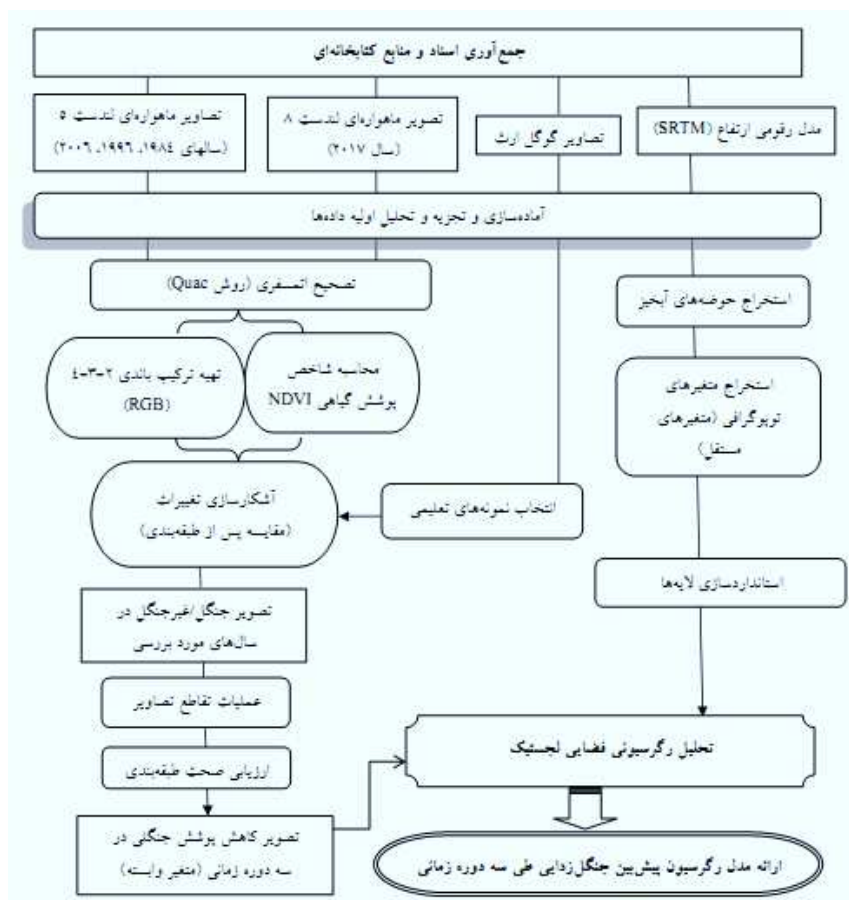 جمع‌آوری اسناد و منابع کتابخانه‌ای
مدل رقومی ارتفاع (SRTM)
تصاویر گوگل ارث
تصویر ماهواره‌ای لندست ۸
(سال ۲۰۱۷)
تصاویر ماهواره‌ای لندست ۵
(سالهای ۱۹۸٤، ۱۹۹٦، ۲۰۰٦)
آماده‌سازی و تجزیه و تحلیل اولیه داده‌ها
استخراج حوضه‌های آبخیز
استخراج متغیرهای
توپوگرافی (متغیرهای
مستقل)
استانداردسازی لایه‌ها
تصحیح اتمسفری (روش Quac)
محاسبه شاخص
پوشش گیاهی NDVI
تهیه ترکیب باندی ۲-۳-٤
(RGB)
انتخاب نمونه‌های تعلیمی
آشکارسازی تغییرات
(مقایسه پس از طبقه‌بندی)
تصویر جنگل/غیرجنگل در
سال‌های مورد بررسی
عملیات تقاطع تصاویر
ارزیابی صحت طبقه‌بندی
تصویر کاهش پوشش جنگلی در
سه دوره زمانی (متغیر وابسته)
تحلیل رگرسیونی فضایی لجستیک
ارائه مدل رگرسیون پیش‌بین جنگل‌زدایی طی سه دوره زمانی